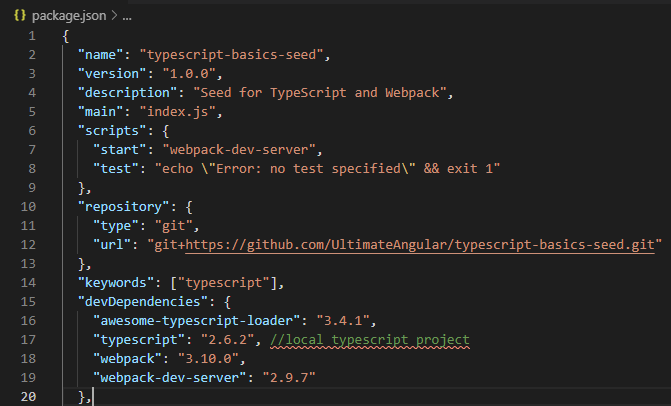 {} package.json > ...
1 {
2 "name": "typescript-basics-seed",
3 "version": "1.0.0",
4 "description": "Seed for TypeScript and Webpack",
5 "main": "index.js",
6 "scripts": {
7 "start": "webpack-dev-server",
8 "test": "echo \"Error: no test specified\" && exit 1"
9 },
10 "repository": {
11 "type": "git",
12 "url": "git+https://github.com/UltimateAngular/typescript-basics-seed.git"
13 },
14 "keywords": ["typescript"],
15 "devDependencies": {
16 "awesome-typescript-loader": "3.4.1",
17 "typescript": "2.6.2", //local typescript project
18 "webpack": "3.10.0",
19 "webpack-dev-server": "2.9.7"
20 },